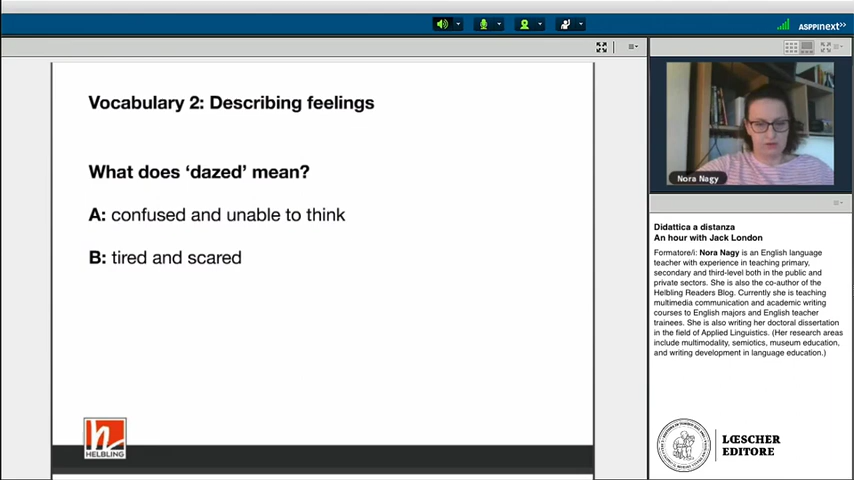 ASPPInext>>
Vocabulary 2: Describing feelings
What does ‘dazed’ mean?
A: confused and unable to think
B: tired and scared
h
HELBLING
Nora Nagy
Didattica a distanza
An hour with Jack London
Formatore/i: Nora Nagy is an English language
teacher with experience in teaching primary,
secondary and third-level both in the public and
private sectors. She is also the co-author of the
Helbling Readers Blog. Currently she is teaching
multimedia communication and academic writing
courses to English majors and English teacher
trainees. She is also writing her doctoral dissertation
in the field of Applied Linguistics. (Her research areas
include multimodality, semiotics, museum education,
and writing development in language education.)
LŒSCHER
EDITORE